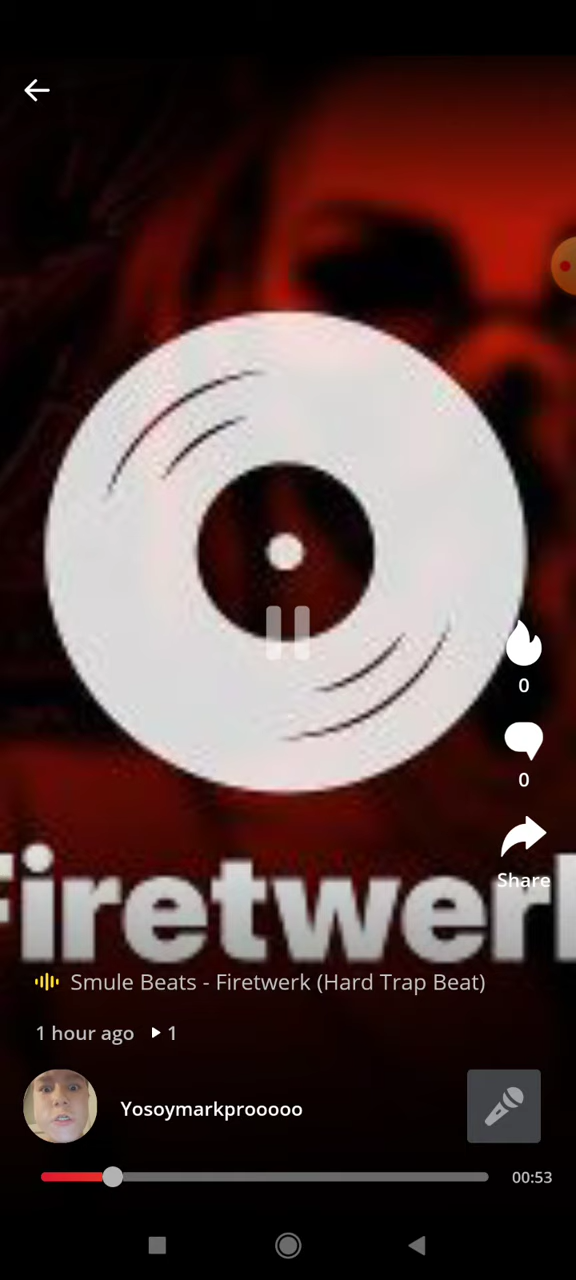 0
0
Share
Firetwerk
Smule Beats - Firetwerk (Hard Trap Beat)
1 hour ago 1
Yosoymarkprooooo
00:53